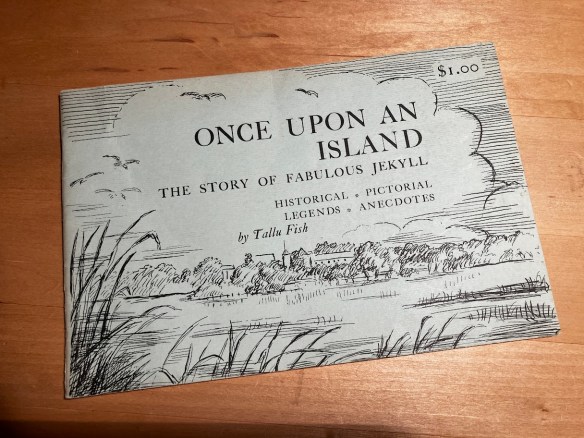 $1.00
ONCE UPON AN
ISLAND
THE STORY OF FABULOUS JEKYLL
HISTORICAL * PICTORIAL
LEGENDS * ANECDOTES
by Tallu Fish